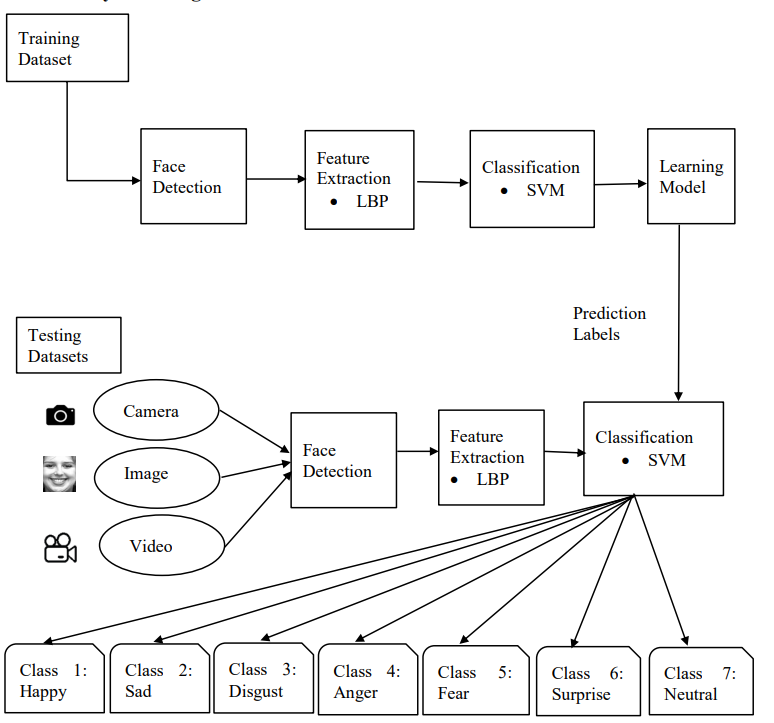 Training
Dataset
Face
Detection
Feature
Extraction
• LBP
Classification
• SVM
Learning
Model
Prediction
Labels
Testing
Datasets
Camera
Image
Video
Face
Detection
Feature
Extraction
• LBP
Classification
• SVM
Class 1:
Happy
Class 2:
Sad
Class 3:
Disgust
Class 4:
Anger
Class 5:
Fear
Class 6:
Surprise
Class 7:
Neutral